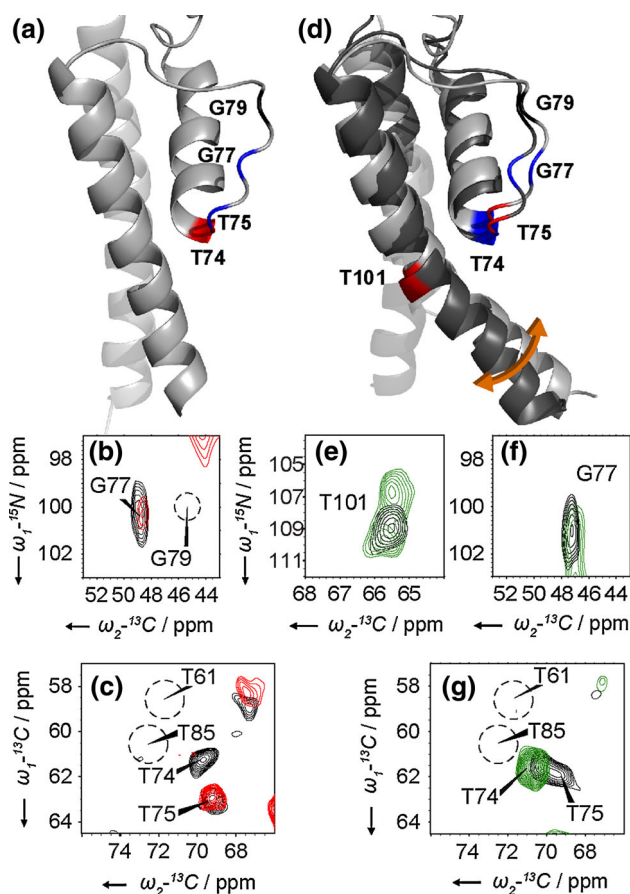 (a)
G79
G77
T75
T74
(d)
G79
G77
T75
T74
T101
(b)
98
100
102
ω1-15N / ppm
G77
G79
52 50 48 46 44
ω2-13C / ppm
(e)
105
107
109
111
ω1-15N / ppm
T101
68 67 66 65
ω2-13C / ppm
(f)
98
100
102
G77
52 50 48 46 44
ω2-13C / ppm
(c)
58
60
62
64
ω1-13C / ppm
T61
T85
T74
T75
74 72 70 68
ω2-13C / ppm
(g)
58
60
62
64
ω1-13C / ppm
T61
T85
T74
T75
74 72 70 68
ω2-13C / ppm